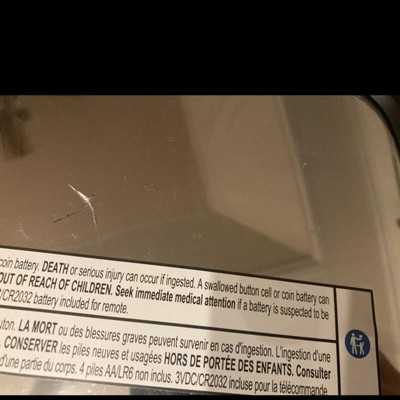 coin battery. DEATH or serious injury can occur if ingested. A swallowed button cell or coin battery can
OUT OF REACH OF CHILDREN. Seek immediate medical attention if a battery is suspected to be
/CR2032 battery included for remote.
uton. LA MORT ou des blessures graves peuvent survenir en cas d'ingestion. L'ingestion d'une
. CONSERVER les piles neuves et usagées HORS DE PORTÉE DES ENFANTS. Consulter
d'une partie du corps. 4 piles AA/LR6 non inclus. 3VDC/CR2032 incluse pour la télécommande